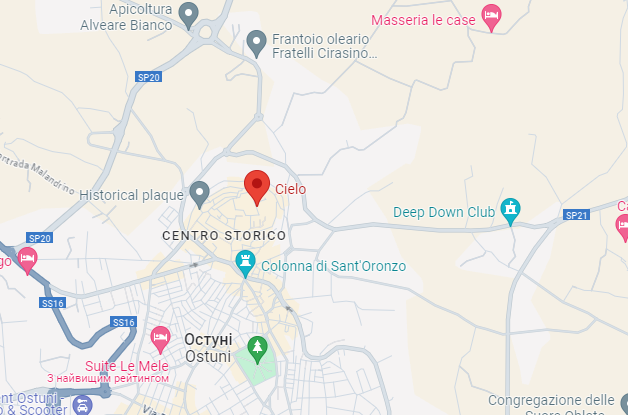 Apicoltura
Alveare Bianco
Masseria le case
Frantoio oleario
Fratelli Cirasinò...
SP20
Contrada Malandrino
Historical plaque
Cielo
Deep Down Club
SP21
Ca
CENTRO STORICO
SP20
go
Colonna di Sant'Oronzo
SS16
SS16
Остуні
Ostuni
Suite Le Mele
З найвищим рейтингом
nt Ostuni -
o & Scooter
Via
Congregazione delle
Suore Oblate